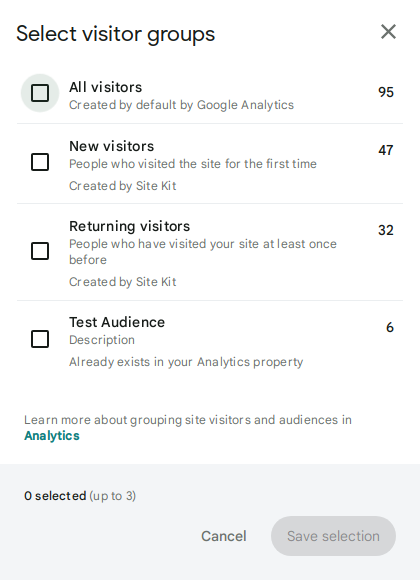 Select visitor groups
All visitors
95
Created by default by Google Analytics
New visitors
47
People who visited the site for the first time
Created by Site Kit
Returning visitors
32
People who have visited your site at least once
before
Created by Site Kit
Test Audience
6
Description
Already exists in your Analytics property
Learn more about grouping site visitors and audiences in
Analytics
0 selected (up to 3)
Cancel
Save selection